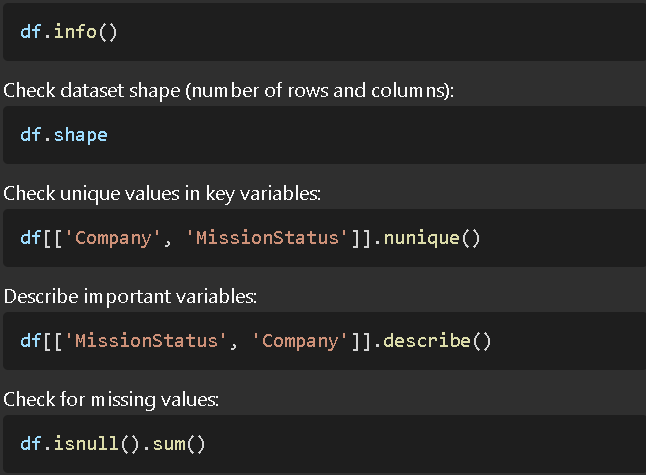 df.info()
Check dataset shape (number of rows and columns):
df.shape
Check unique values in key variables:
df[['Company', 'MissionStatus']].nunique()
Describe important variables:
df[['MissionStatus', 'Company']].describe()
Check for missing values:
df.isnull().sum()